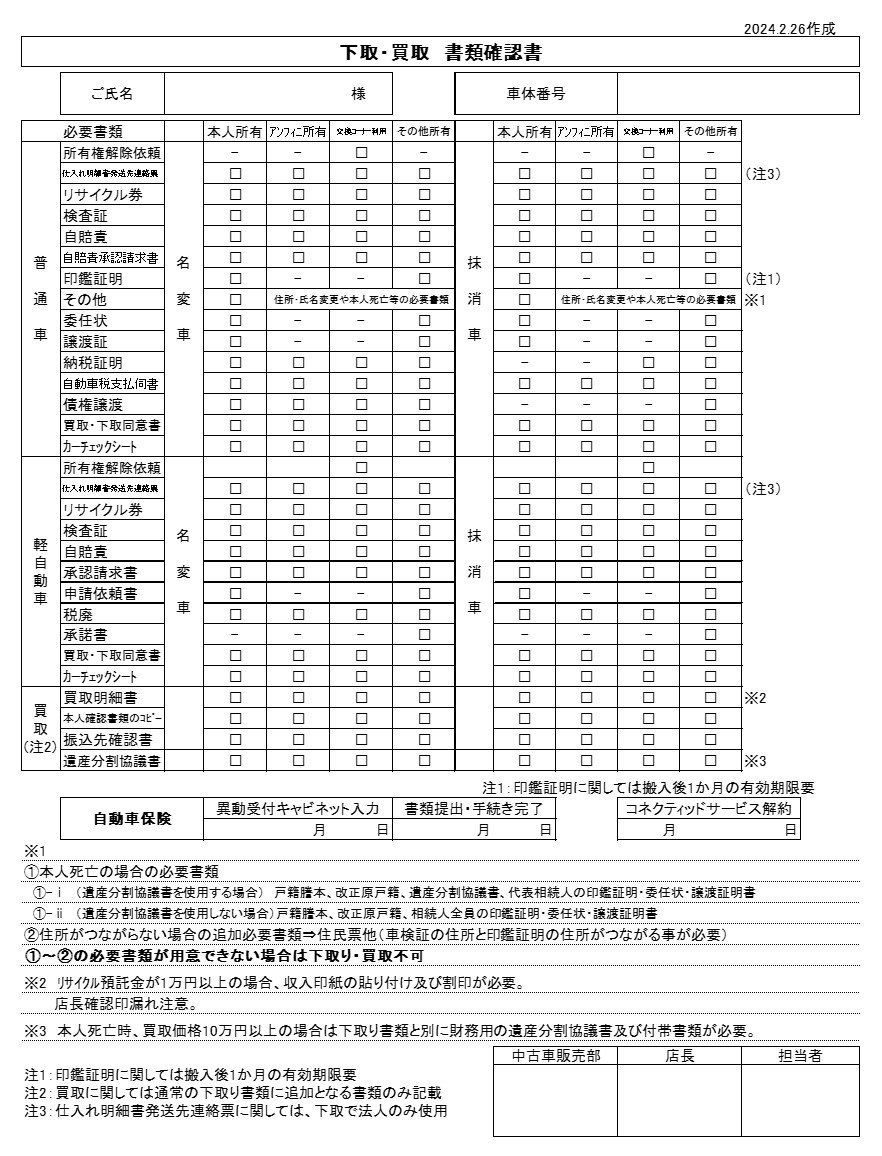 2024.2.26作成
下取・買取 書類確認書
ご氏名 様 車体番号
必要書類 本人所有 アンフィニ所有 交換コーナー利用 その他所有 本人所有 アンフィニ所有 交換コーナー利用 その他所有
普通車 名変車 抹消車
所有権解除依頼 － － □ － － － □ －
仕入れ明細書発送先連絡票 □ □ □ □ □ □ □ □ （注3）
リサイクル券 □ □ □ □ □ □ □ □
検査証 □ □ □ □ □ □ □ □
自賠責 □ □ □ □ □ □ □ □
自賠責承認請求書 □ □ □ □ □ □ □ □
印鑑証明 □ － － □ □ － － □ （注1）
その他 □ 住所・氏名変更や本人死亡等の必要書類 □ 住所・氏名変更や本人死亡等の必要書類 ※1
委任状 □ － － □ □ － － □
譲渡証 □ － － □ □ － － □
納税証明 □ □ □ □ － － □ □
自動車税支払伺書 □ □ □ □ □ □ □ □
債権譲渡 □ □ □ □ － － － □
買取・下取同意書 □ □ □ □ □ □ □ □
カーチェックシート □ □ □ □ □ □ □ □
軽自動車 名変車 抹消車
所有権解除依頼 □ □
仕入れ明細書発送先連絡票 □ □ □ □ □ □ □ □ （注3）
リサイクル券 □ □ □ □ □ □ □ □
検査証 □ □ □ □ □ □ □ □
自賠責 □ □ □ □ □ □ □ □
承認請求書 □ □ □ □ □ □ □ □
申請依頼書 □ － － □ □ － － □
税廃 □ □ □ □ □ □ □ □
承諾書 － － － □ － － － □
買取・下取同意書 □ □ □ □ □ □ □ □
カーチェックシート □ □ □ □ □ □ □ □
買取（注2）
買取明細書 □ □ □ □ □ □ □ □ ※2
本人確認書類のｺﾋﾟｰ □ □ □ □ □ □ □ □
振込先確認書 □ □ □ □ □ □ □ □
遺産分割協議書 □ □ □ □ □ □ □ □ ※3
注1：印鑑証明に関しては搬入後1か月の有効期限要
自動車保険 異動受付キャビネット入力 書類提出・手続き完了 コネクティッドサービス解約
月 日 月 日 月 日
※1
①本人死亡の場合の必要書類
①-ⅰ （遺産分割協議書を使用する場合） 戸籍謄本、改正原戸籍、遺産分割協議書、代表相続人の印鑑証明・委任状・譲渡証明書
①-ⅱ （遺産分割協議書を使用しない場合）戸籍謄本、改正原戸籍、相続人全員の印鑑証明・委任状・譲渡証明書
②住所がつながらない場合の追加必要書類⇒住民票他（車検証の住所と印鑑証明の住所がつながる事が必要）
①～②の必要書類が用意できない場合は下取り・買取不可
※2 ﾘｻｲｸﾙ預託金が1万円以上の場合、収入印紙の貼り付け及び割印が必要。
店長確認印漏れ注意。
※3 本人死亡時、買取価格10万円以上の場合は下取り書類と別に財務用の遺産分割協議書及び付帯書類が必要。
中古車販売部 店長 担当者
注1：印鑑証明に関しては搬入後1か月の有効期限要
注2：買取に関しては通常の下取り書類に追加となる書類のみ記載
注3：仕入れ明細書発送先連絡票に関しては、下取で法人のみ使用